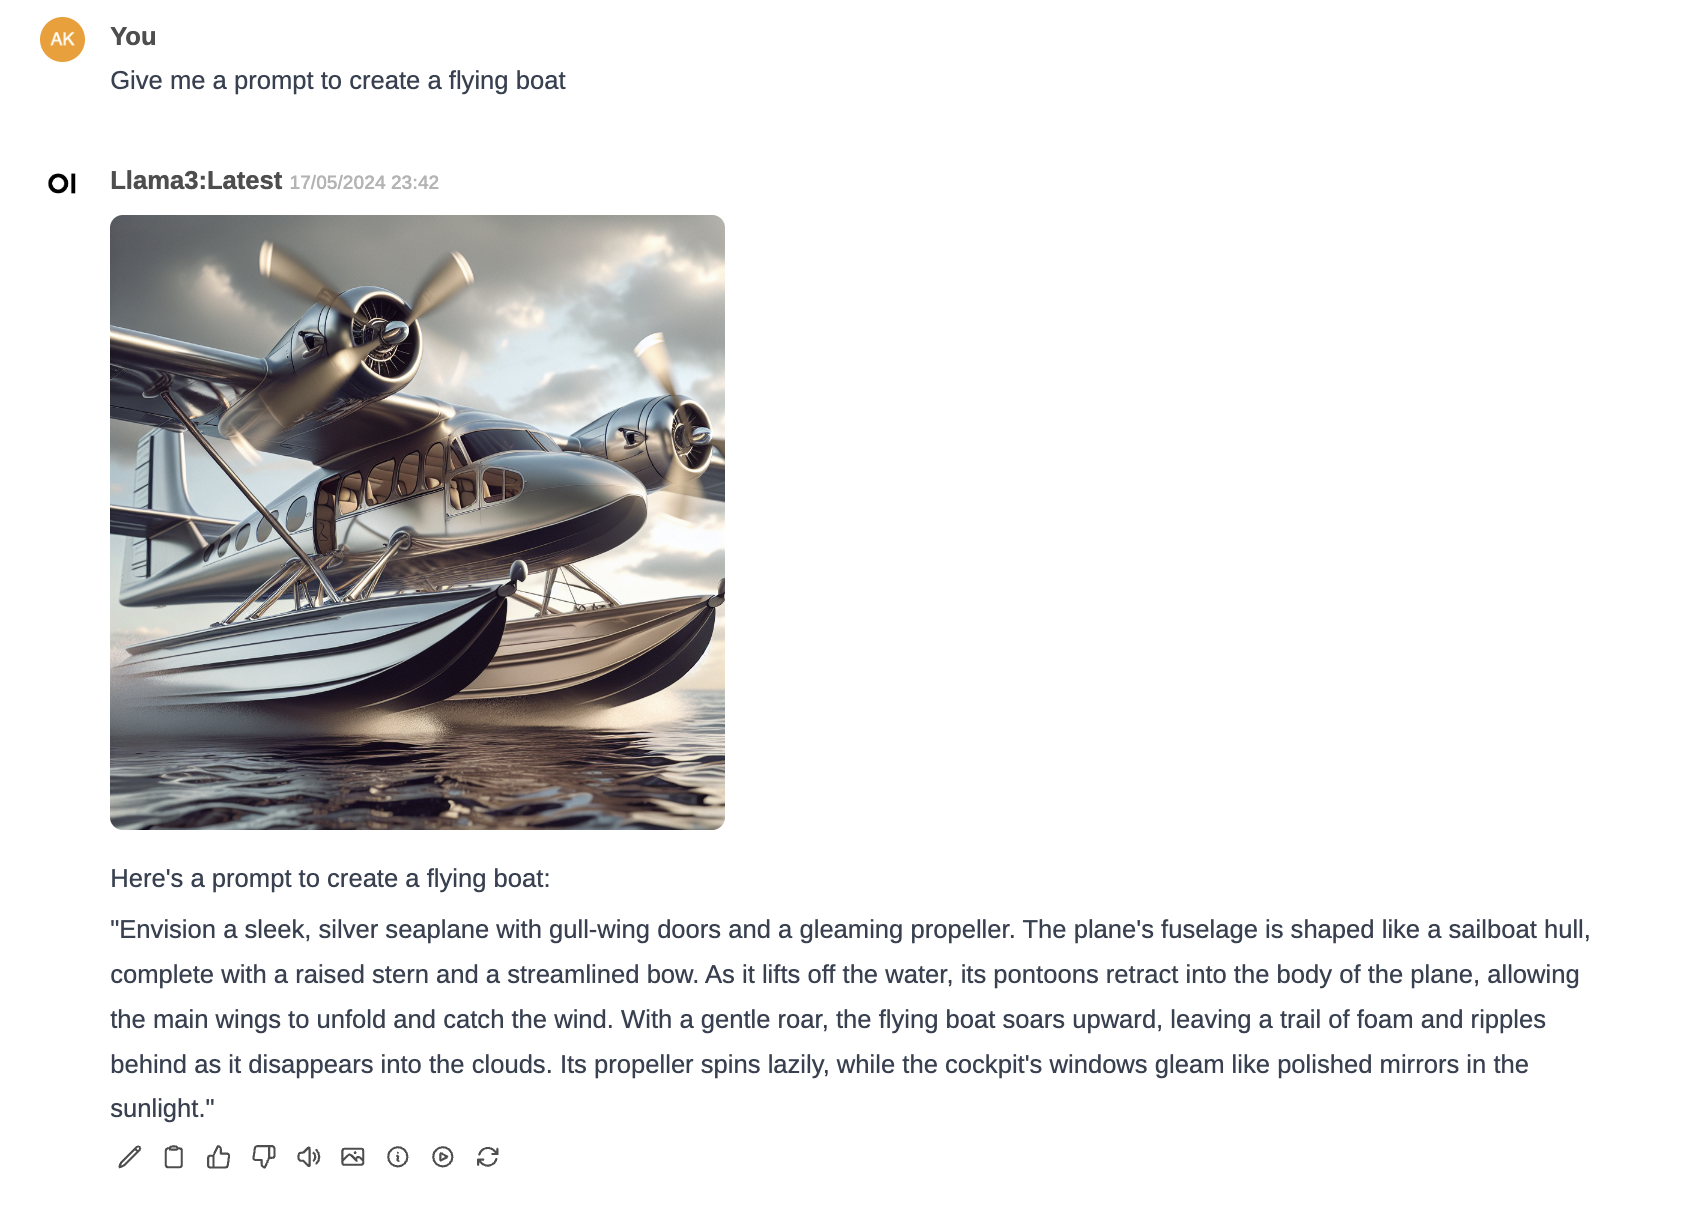 AK
You
Give me a prompt to create a flying boat
OI
Llama3:Latest 17/05/2024 23:42
Here's a prompt to create a flying boat:
"Envision a sleek, silver seaplane with gull-wing doors and a gleaming propeller. The plane's fuselage is shaped like a sailboat hull,
complete with a raised stern and a streamlined bow. As it lifts off the water, its pontoons retract into the body of the plane, allowing
the main wings to unfold and catch the wind. With a gentle roar, the flying boat soars upward, leaving a trail of foam and ripples
behind as it disappears into the clouds. Its propeller spins lazily, while the cockpit's windows gleam like polished mirrors in the
sunlight."